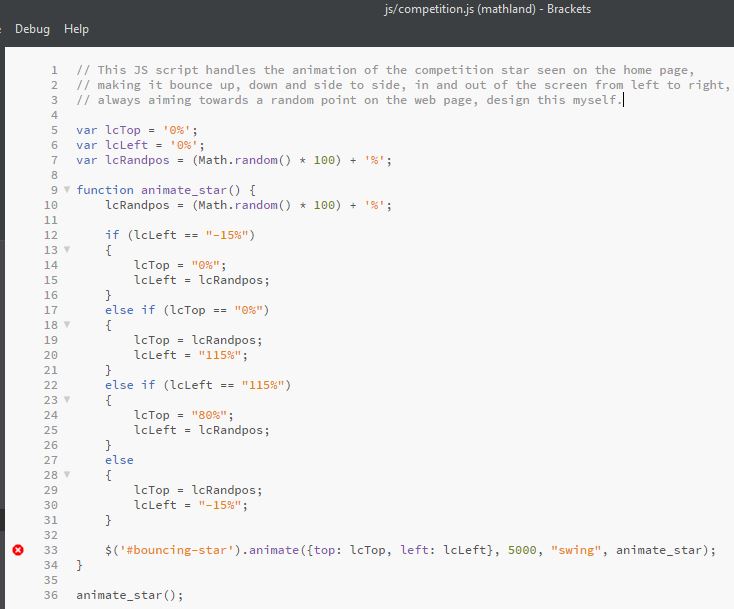 js/competition.js (mathland) - Brackets
Debug Help
1 // This JS script handles the animation of the competition star seen on the home page,
2 // making it bounce up, down and side to side, in and out of the screen from left to right,
3 // always aiming towards a random point on the web page, design this myself.
4
5 var lcTop = '0%';
6 var lcLeft = '0%';
7 var lcRandpos = (Math.random() * 100) + '%';
8
9 function animate_star() {
10     lcRandpos = (Math.random() * 100) + '%';
11
12     if (lcLeft == "-15%")
13     {
14         lcTop = "0%";
15         lcLeft = lcRandpos;
16     }
17     else if (lcTop == "0%")
18     {
19         lcTop = lcRandpos;
20         lcLeft = "115%";
21     }
22     else if (lcLeft == "115%")
23     {
24         lcTop = "80%";
25         lcLeft = lcRandpos;
26     }
27     else
28     {
29         lcTop = lcRandpos;
30         lcLeft = "-15%";
31     }
32
33     $('#bouncing-star').animate({top: lcTop, left: lcLeft}, 5000, "swing", animate_star);
34 }
35
36 animate_star();